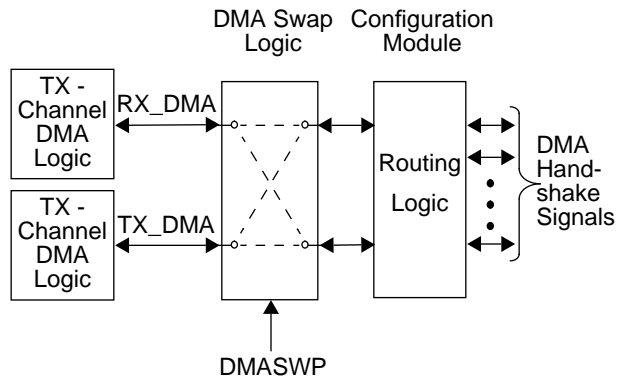 DMA Swap
Logic
Configuration
Module
TX -
Channel
DMA
Logic
RX_DMA
TX -
Channel
DMA
Logic
TX_DMA
Routing
Logic
DMA
Hand-
shake
Signals
DMASWP